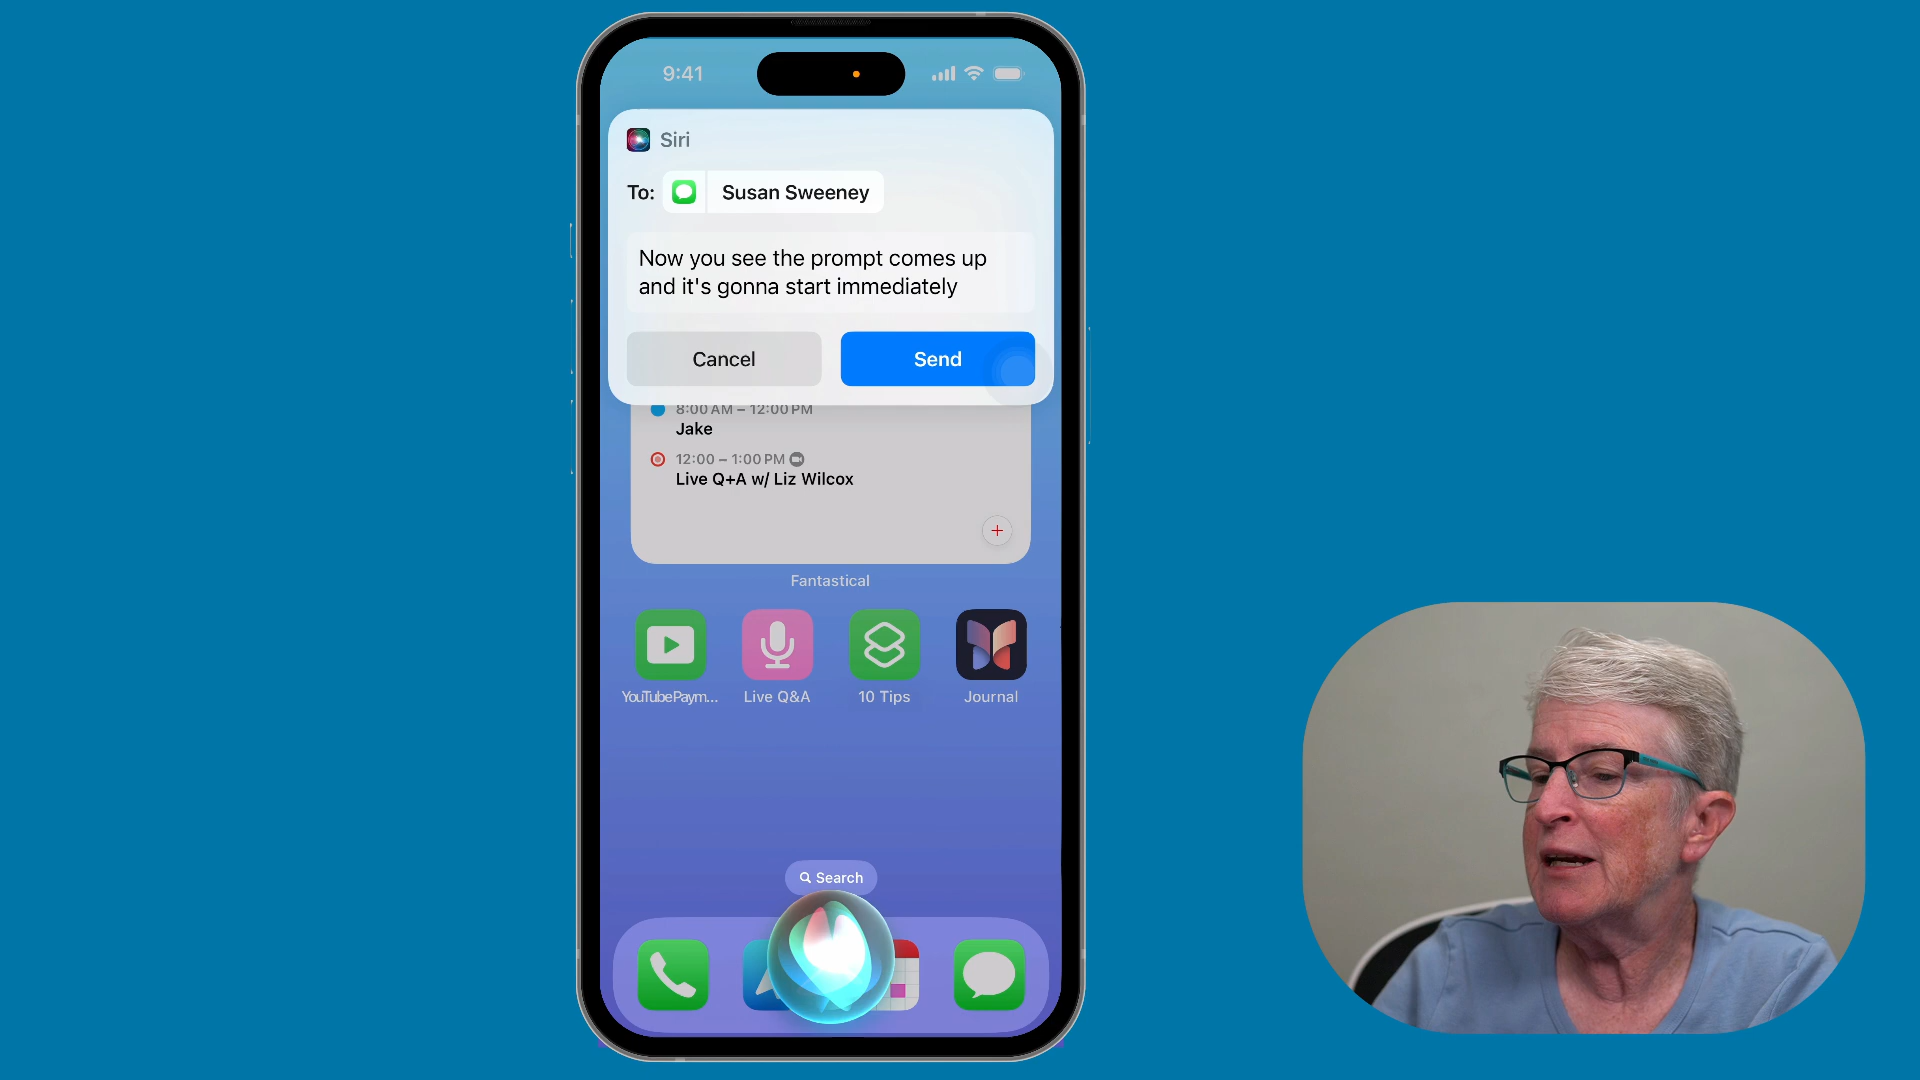 9:41
Siri
To: Susan Sweeney
Now you see the prompt comes up
and it's gonna start immediately
Cancel Send
8:00 AM – 12:00 PM
Jake
12:00 – 1:00 PM
Live Q+A w/ Liz Wilcox
Fantastical
YouTubePaym... Live Q&A 10 Tips Journal
Search